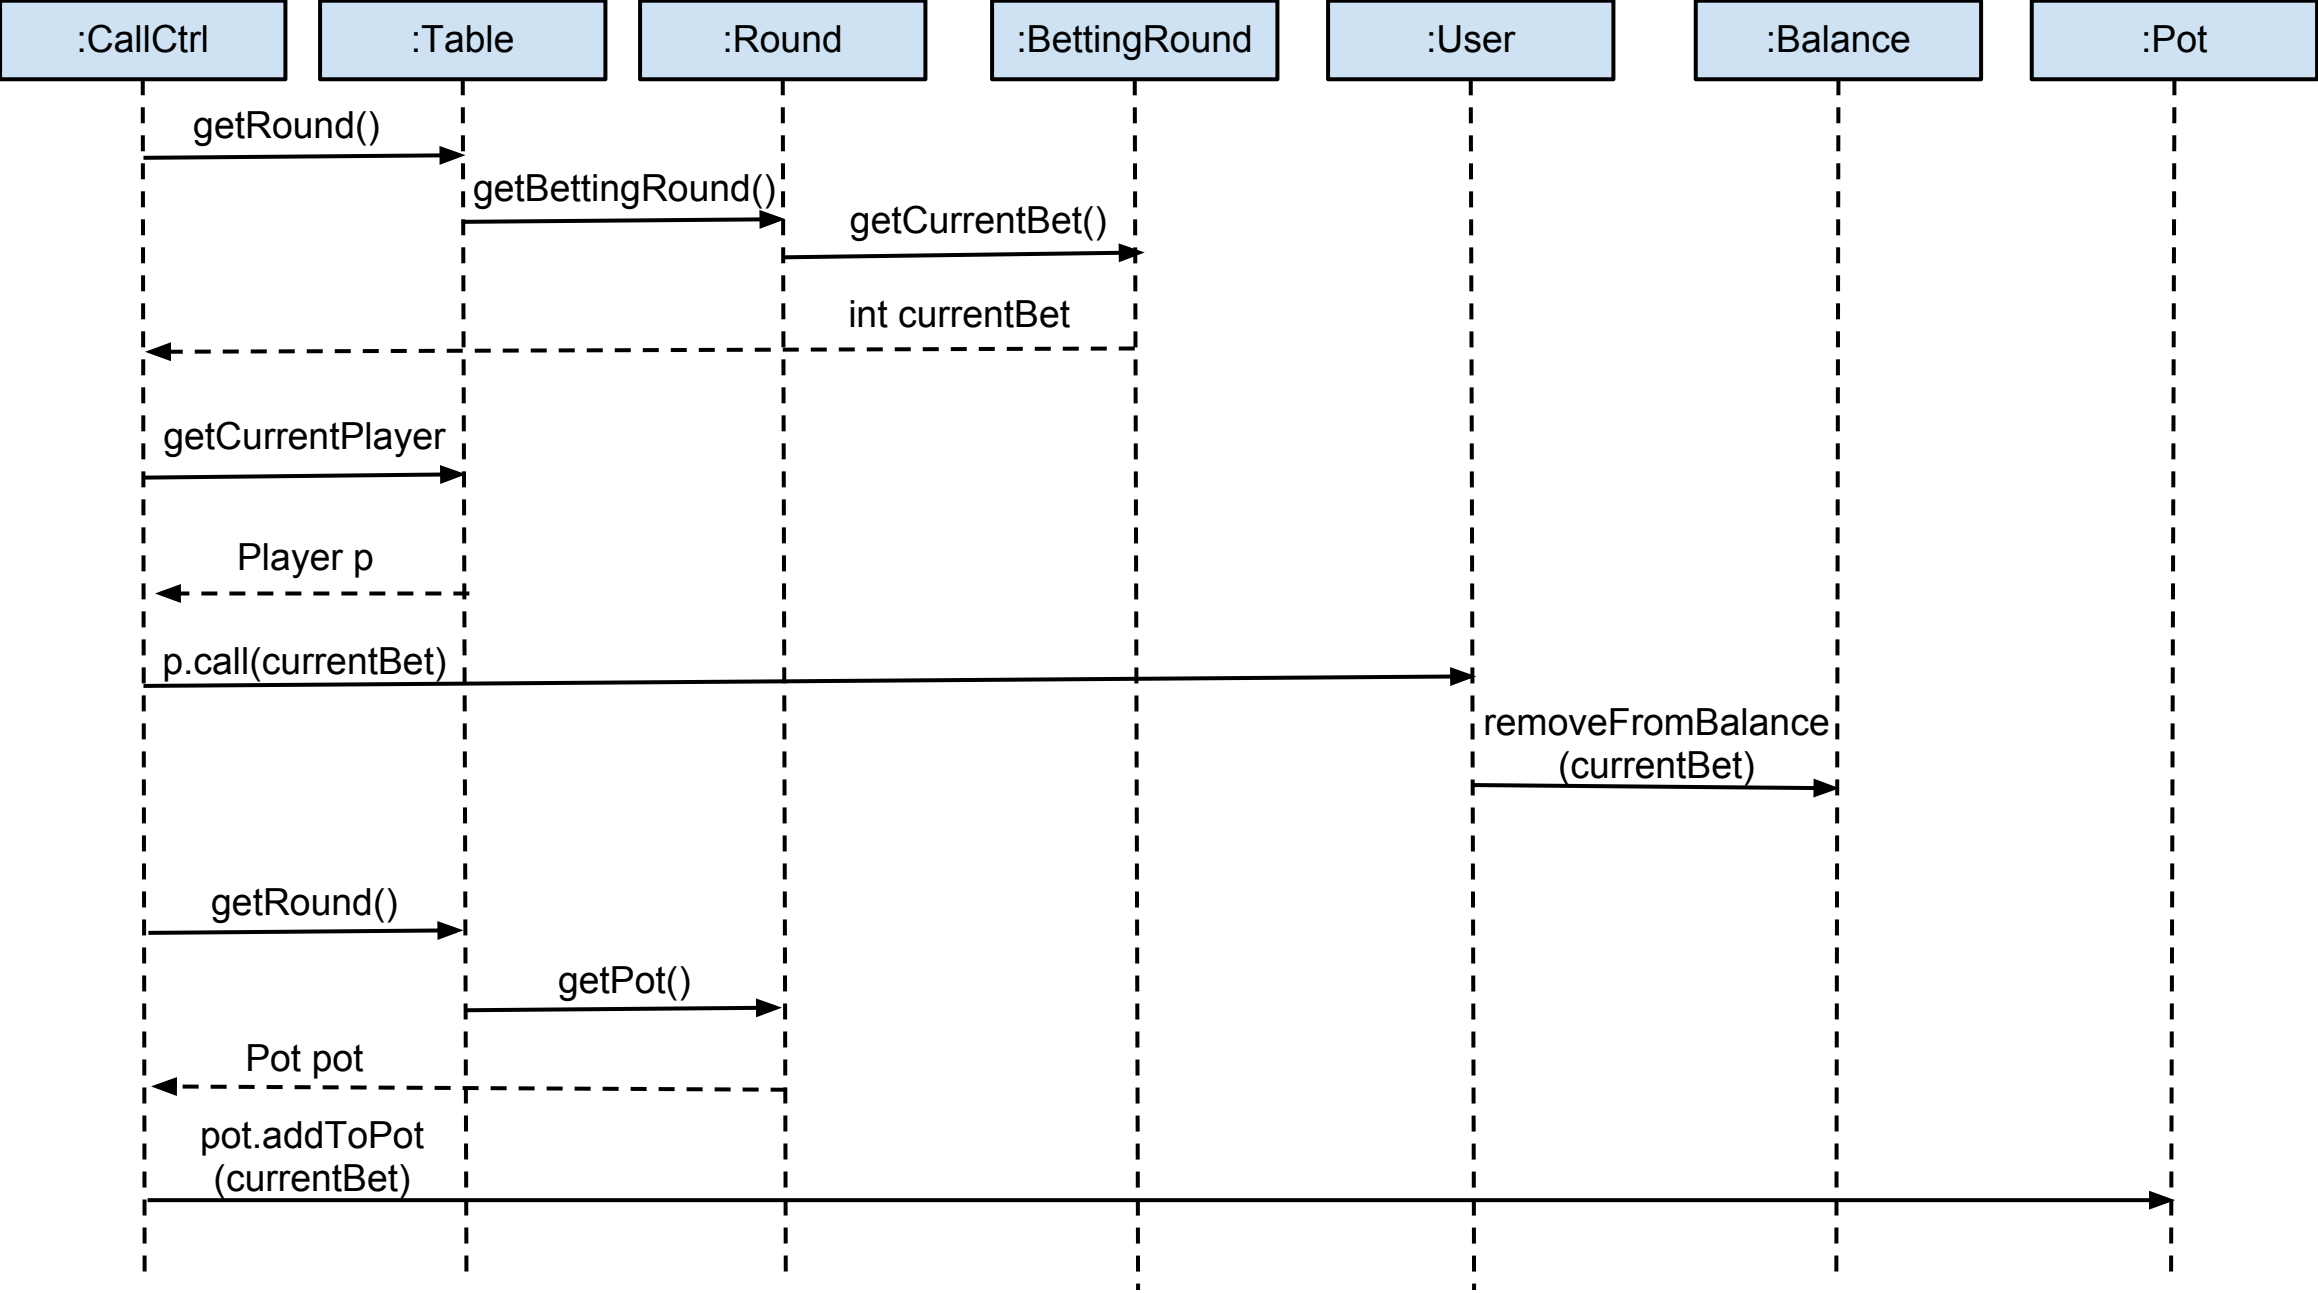 :CallCtrl
:Table
:Round
:BettingRound
:User
:Balance
:Pot
getRound()
getBettingRound()
getCurrentBet()
int currentBet
getCurrentPlayer
Player p
p.call(currentBet)
removeFromBalance
(currentBet)
getRound()
getPot()
Pot pot
pot.addToPot
(currentBet)